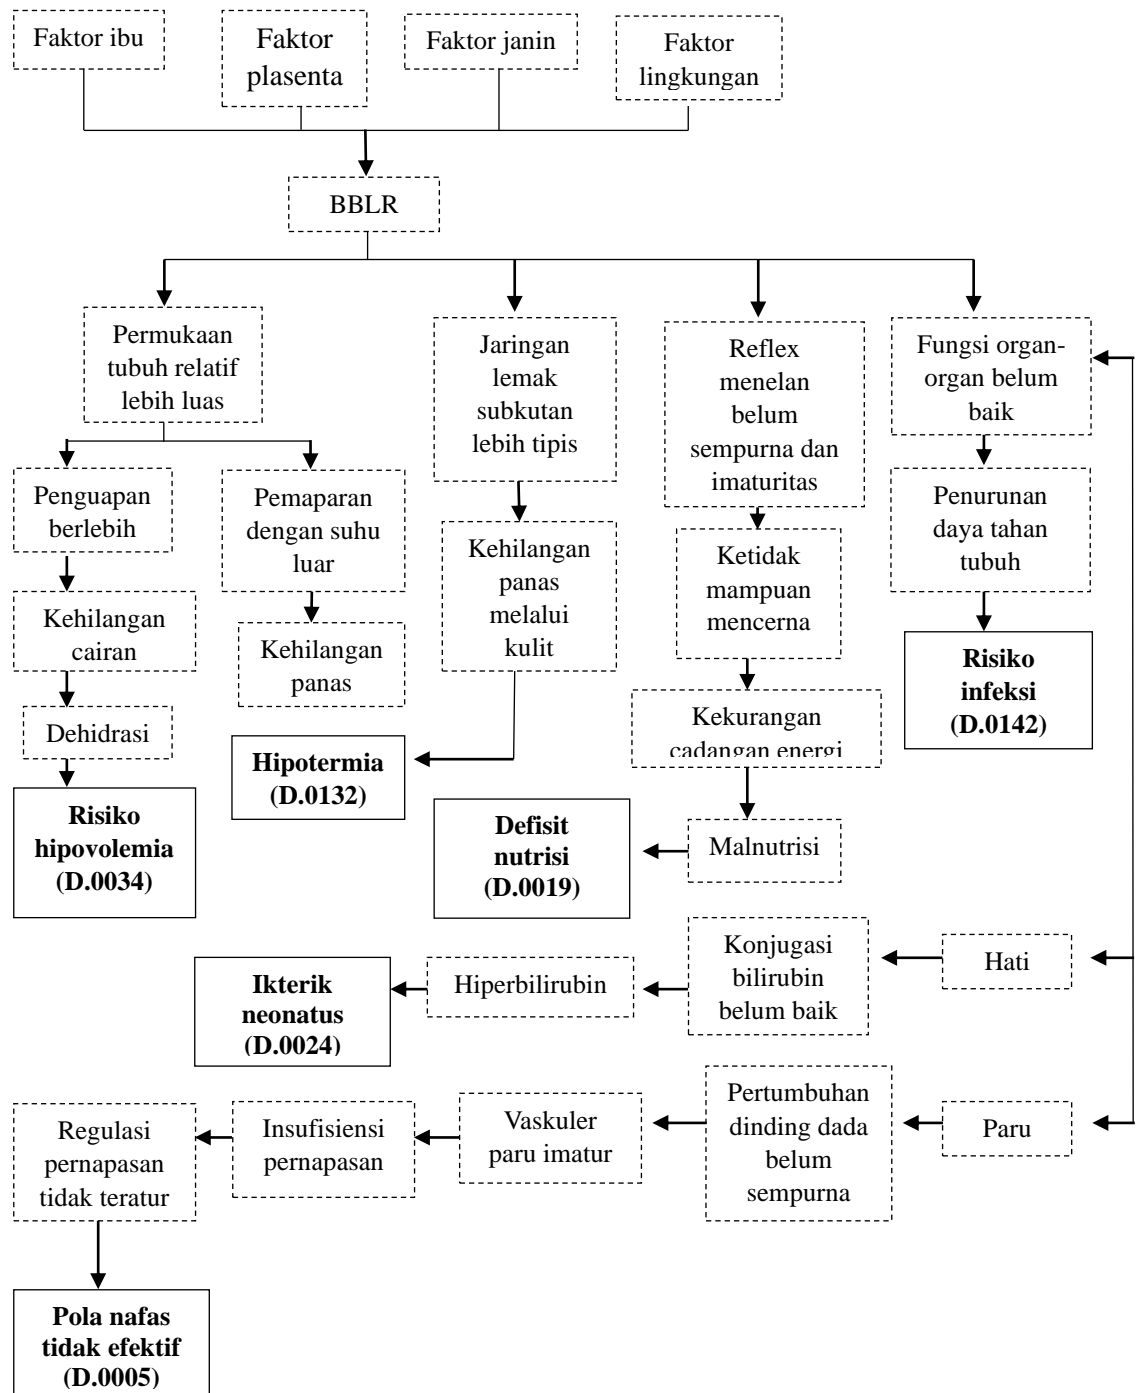 Faktor ibu
Faktor
plasenta
Faktor janin
Faktor
lingkungan
BBLR
Permukaan
tubuh relatif
lebih luas
Jaringan
lemak
subkutan
lebih tipis
Reflex
menelan
belum
sempurna dan
imaturitas
Fungsi organ-
organ belum
baik
Penguapan
berlebih
Pemaparan
dengan suhu
luar
Kehilangan
panas
melalui
kulit
Ketidak
mampuan
mencerna
Penurunan
daya tahan
tubuh
Kehilangan
cairan
Kehilangan
panas
Risiko
infeksi
(D.0142)
Dehidrasi
Kekurangan
cadangan energi
Hipotermia
(D.0132)
Risiko
hipovolemia
(D.0034)
Defisit
nutrisi
(D.0019)
Malnutrisi
Ikterik
neonatus
(D.0024)
Hiperbilirubin
Konjugasi
bilirubin
belum baik
Hati
Regulasi
pernapasan
tidak teratur
Insufisiensi
pernapasan
Vaskuler
paru imatur
Pertumbuhan
dinding dada
belum
sempurna
Paru
Pola nafas
tidak efektif
(D.0005)